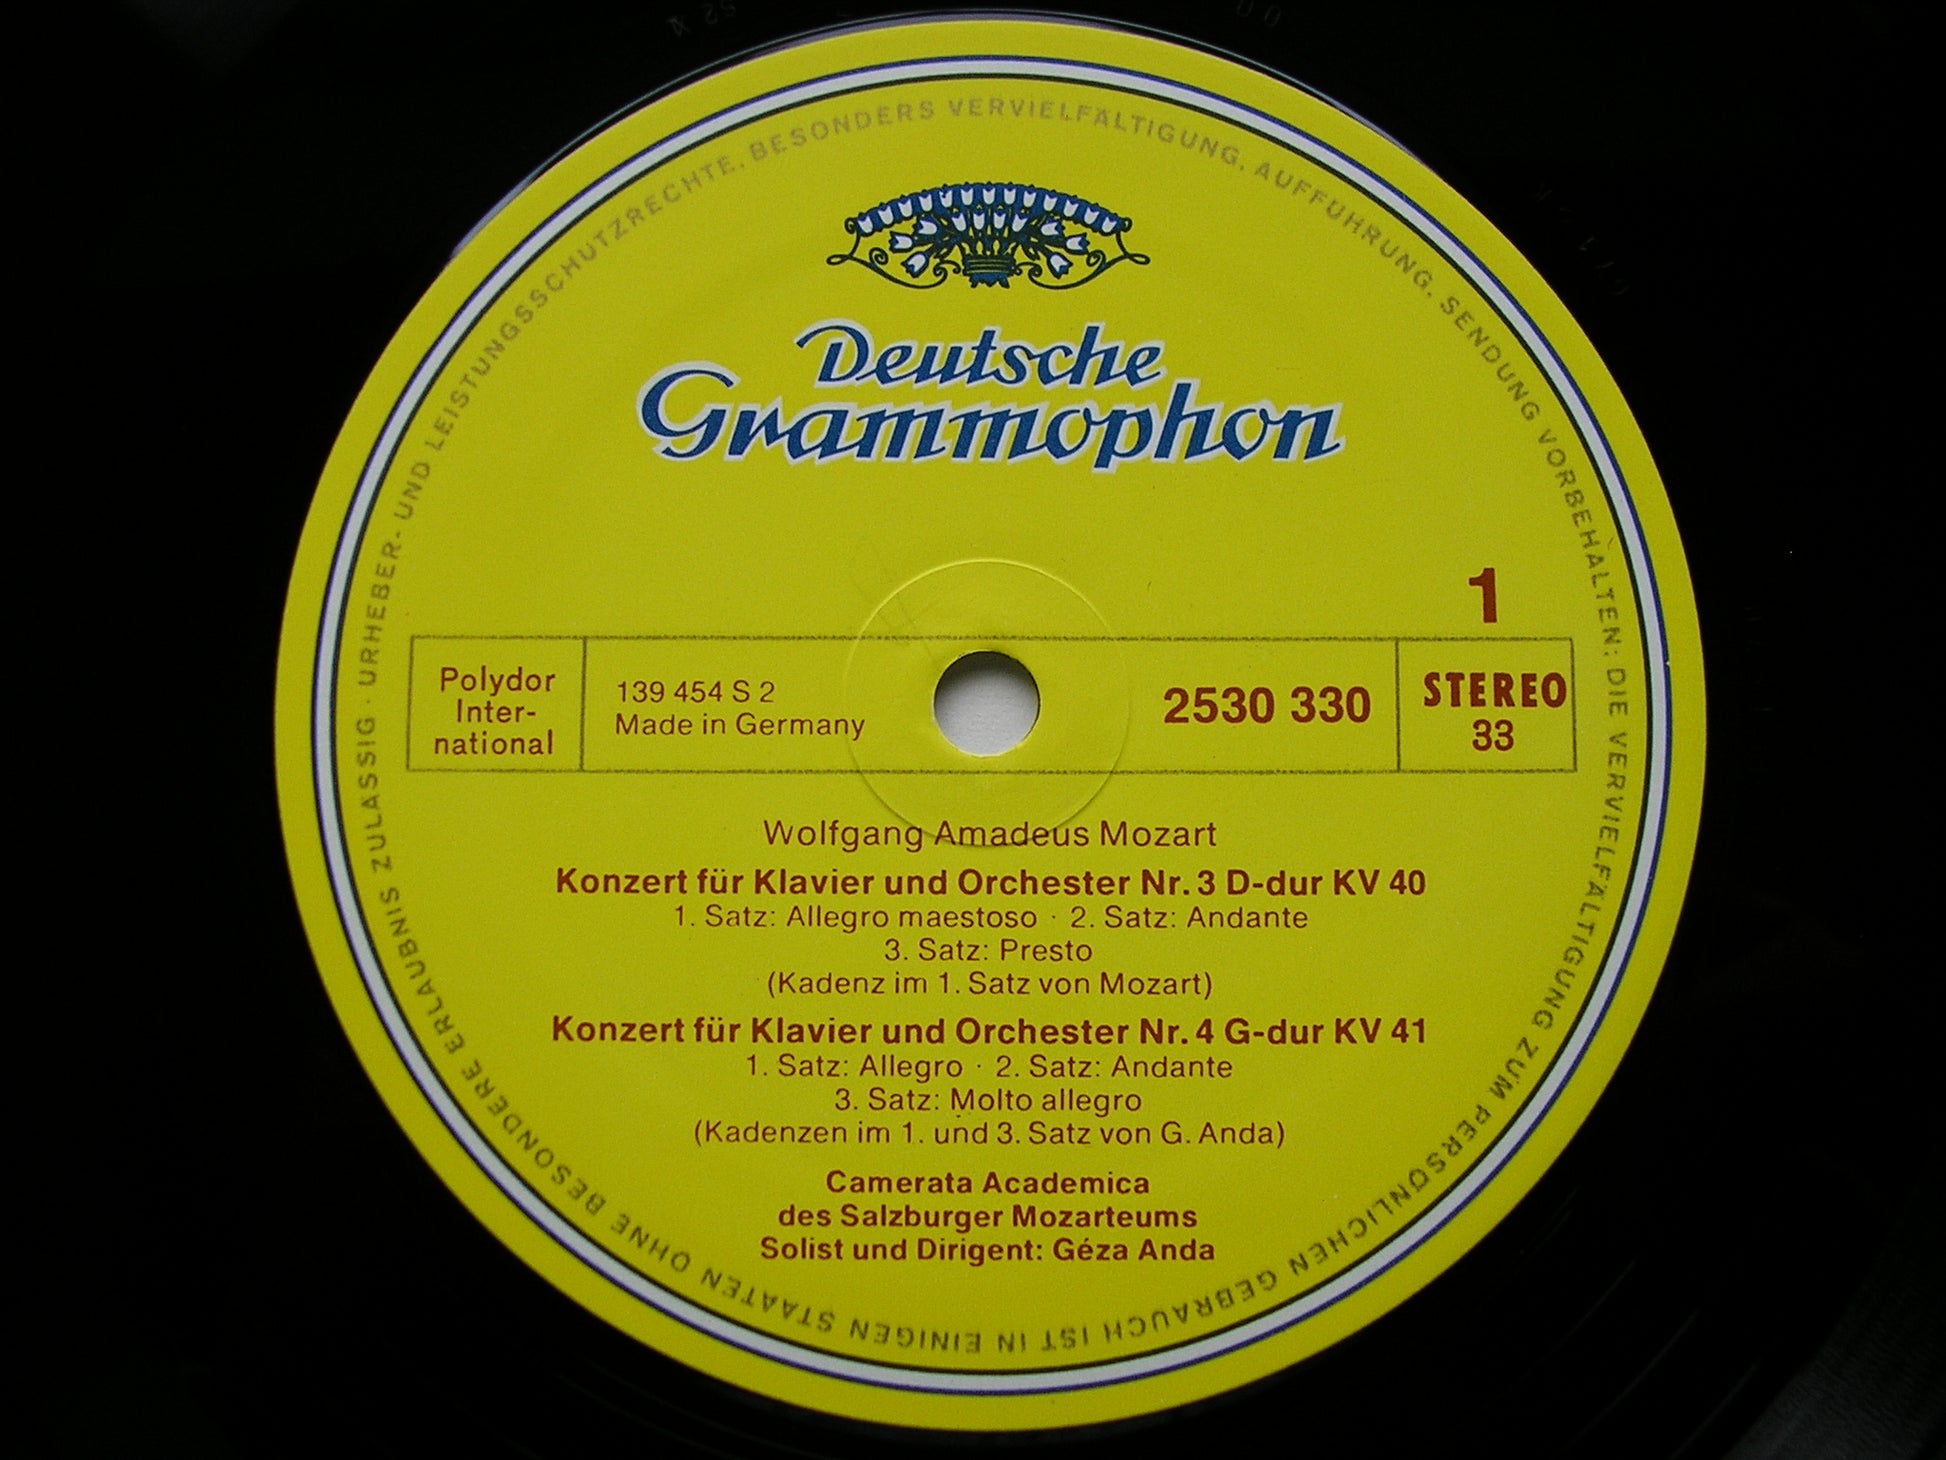 Deutsche
Grammophon
1
Polydor
Inter-
national
139 454 S 2
Made in Germany
2530 330
STEREO
33
Wolfgang Amadeus Mozart
Konzert für Klavier und Orchester Nr. 3 D-dur KV 40
1. Satz: Allegro maestoso · 2. Satz: Andante
3. Satz: Presto
(Kadenz im 1. Satz von Mozart)
Konzert für Klavier und Orchester Nr. 4 G-dur KV 41
1. Satz: Allegro · 2. Satz: Andante
3. Satz: Molto allegro
(Kadenzen im 1. und 3. Satz von G. Anda)
Camerata Academica
des Salzburger Mozarteums
Solist und Dirigent: Géza Anda
URHEBER- UND LEISTUNGSSCHUTZRECHTE, BESONDERS VERVIELFÄLTIGUNG, AUFFÜHRUNG, SENDUNG VORBEHALTEN; DIE VERVIELFÄLTIGUNG ZUM PERSÖNLICHEN GEBRAUCH IST IN EINIGEN STAATEN OHNE BESONDERE ERLAUBNIS ZULÄSSIG ·